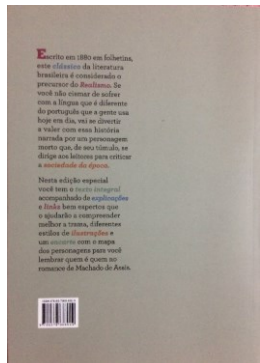 Escrito em 1880 em folhetins,
este clássico da literatura
brasileira é considerado o
precursor do Realismo. Se
você não cismar de sofrer
com a língua que é diferente
do português que a gente usa
hoje em dia, vai se divertir
a valer com essa história
narrada por um personagem
morto que, de seu túmulo, se
dirige aos leitores para criticar
a sociedade da época.
Nesta edição especial
você tem o texto integral
acompanhado de explicações
e links bem espertos que
o ajudarão a compreender
melhor a trama, diferentes
estilos de ilustrações e
um encarte com o mapa
dos personagens para você
lembrar quem é quem no
romance de Machado de Assis.